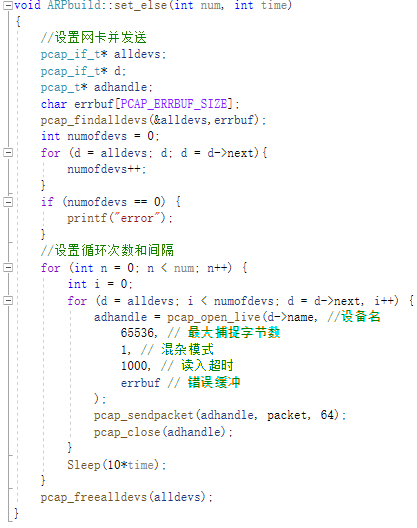 void ARPbuild::set_else(int num, int time)
{
    //设置网卡并发送
    pcap_if_t* alldevs;
    pcap_if_t* d;
    pcap_t* adhandle;
    char errbuf[PCAP_ERRBUF_SIZE];
    pcap_findalldevs(&alldevs,errbuf);
    int numofdevs = 0;
    for (d = alldevs; d; d = d->next){
        numofdevs++;
    }
    if (numofdevs == 0) {
        printf("error");
    }
    //设置循环次数和间隔
    for (int n = 0; n < num; n++) {
        int i = 0;
        for (d = alldevs; i < numofdevs; d = d->next, i++) {
            adhandle = pcap_open_live(d->name, //设备名
                65536, // 最大捕捉字节数
                1, // 混杂模式
                1000, // 读入超时
                errbuf // 错误缓冲
            );
            pcap_sendpacket(adhandle, packet, 64);
            pcap_close(adhandle);
        }
        Sleep(10*time);
    }
    pcap_freealldevs(alldevs);
}